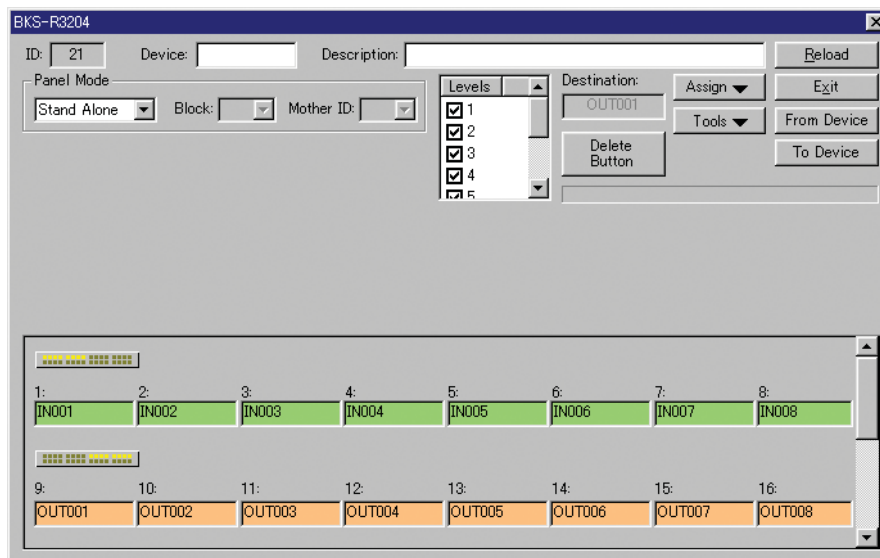 BKS-R3204
ID: 21 Device: Description: Reload
Panel Mode
Stand Alone Block: Mother ID:
Levels
1
2
3
4
5
Destination:
OUT001
Delete
Button
Assign
Tools
Exit
From Device
To Device
1: 2: 3: 4: 5: 6: 7: 8:
IN001 IN002 IN003 IN004 IN005 IN006 IN007 IN008
9: 10: 11: 12: 13: 14: 15: 16:
OUT001 OUT002 OUT003 OUT004 OUT005 OUT006 OUT007 OUT008